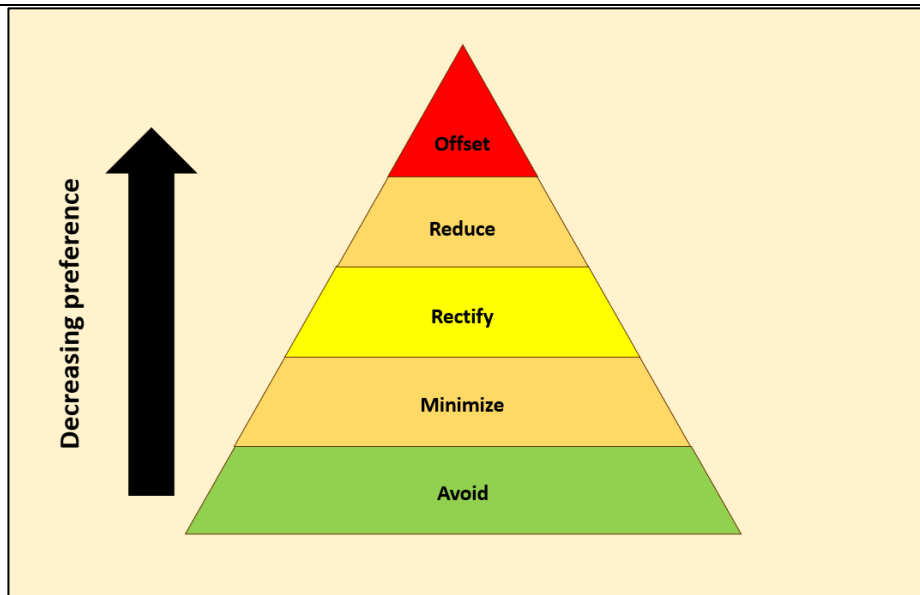 Offset
Reduce
Rectify
Minimize
Avoid
Decreasing preference